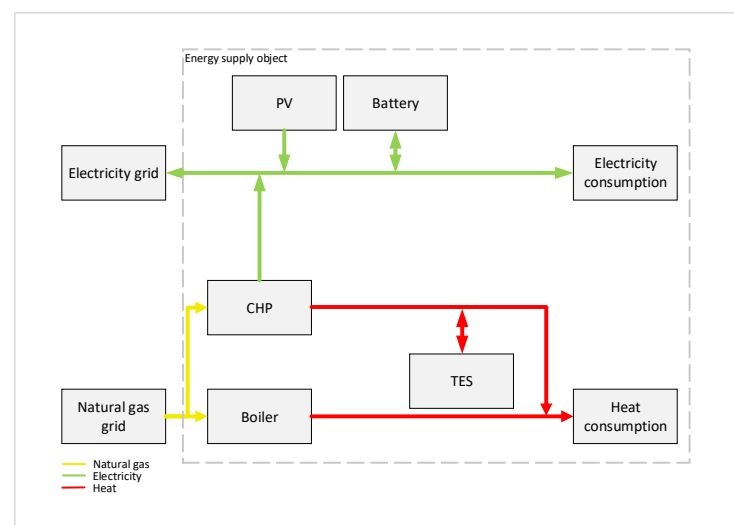 Energy supply object
PV
Battery
Electricity grid
Electricity
consumption
CHP
TES
Natural gas
grid
Boiler
Heat
consumption
Natural gas
Electricity
Heat